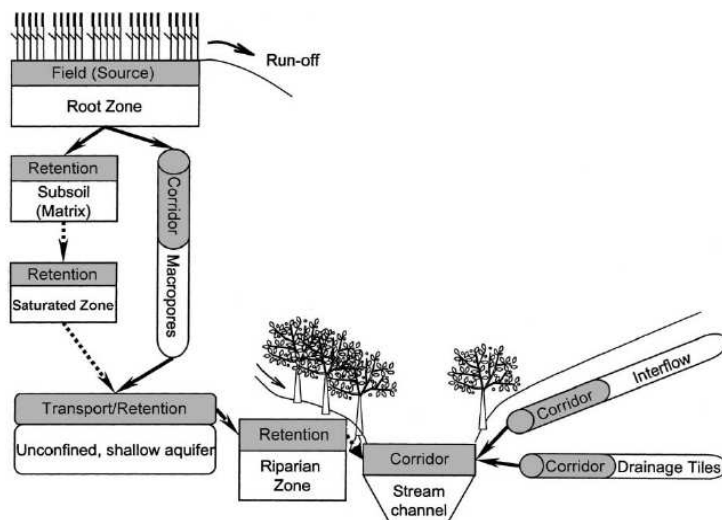 Run-off
Field (Source)
Root Zone
Retention
Subsoil
(Matrix)
Corridor
Macropores
Retention
Saturated Zone
Transport/Retention
Unconfined, shallow aquifer
Retention
Riparian
Zone
Corridor
Stream
channel
Corridor Interflow
Corridor Drainage Tiles